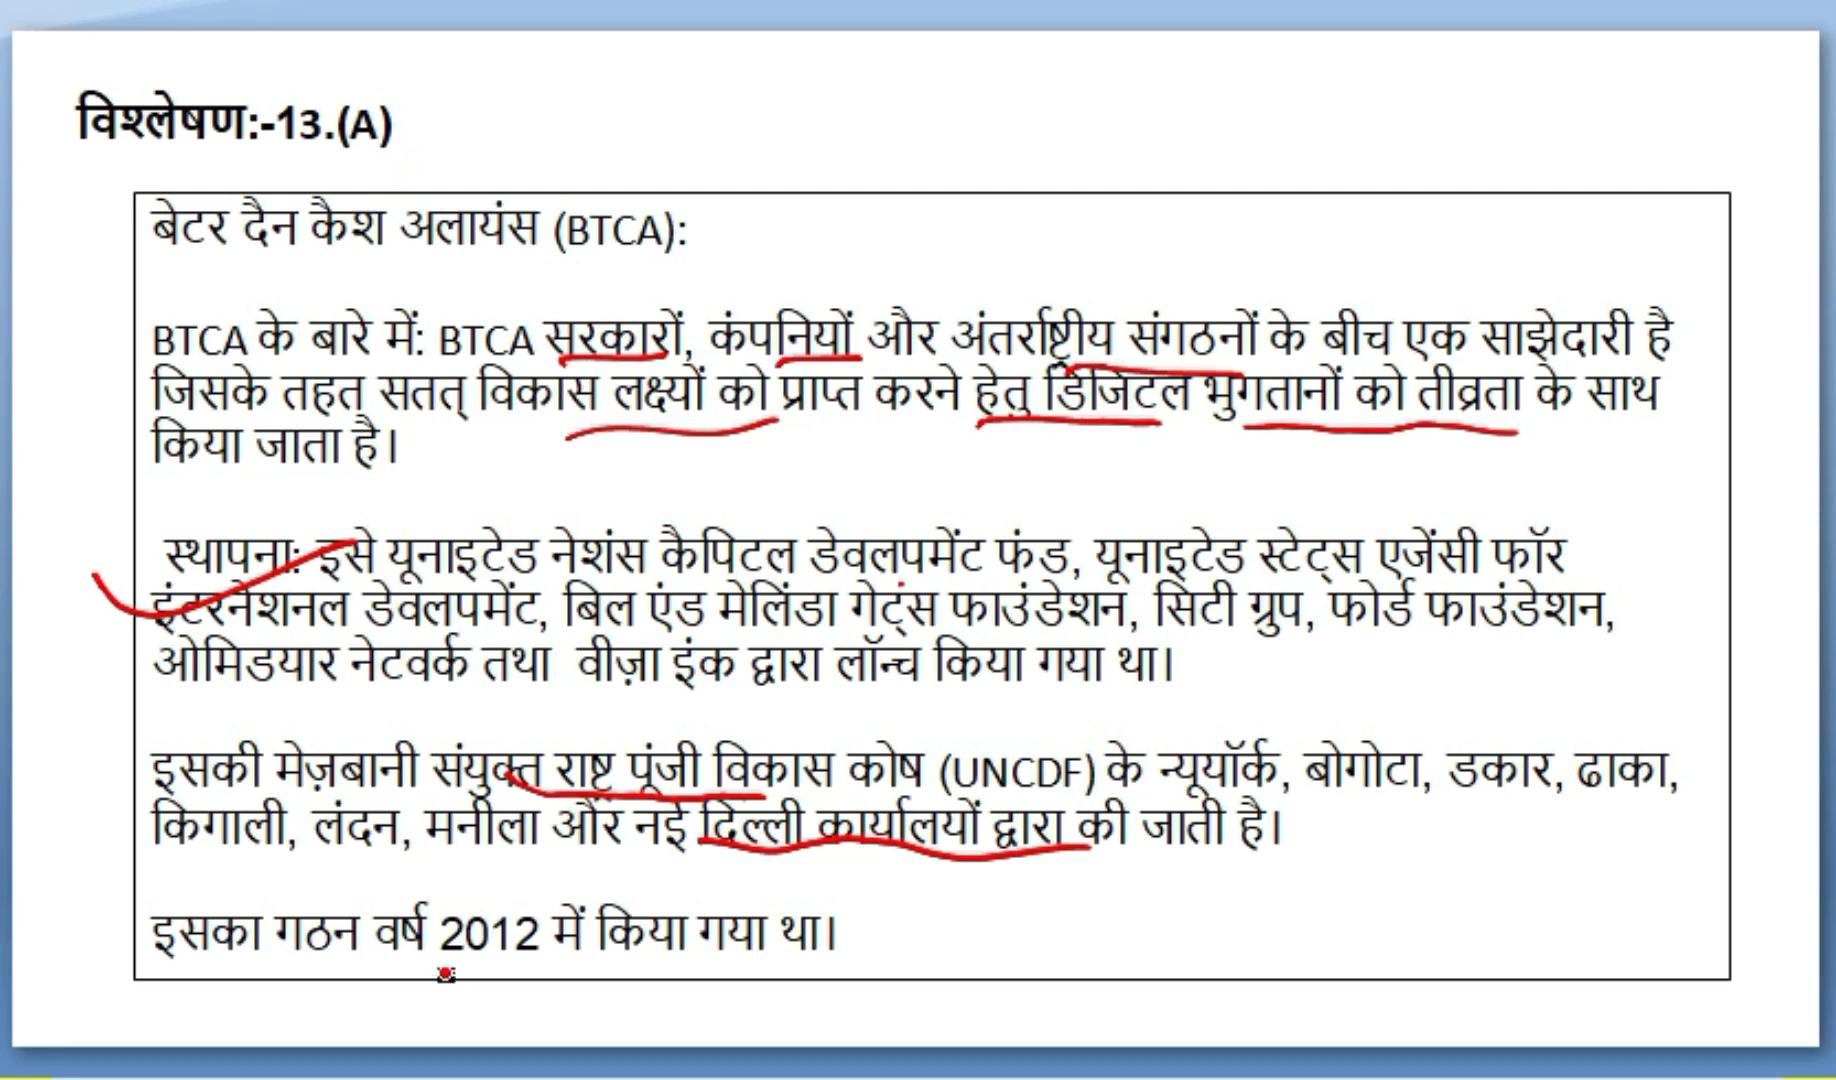 विश्लेषण:-13.(A)
बेटर दैन कैश अलायंस (BTCA):
BTCA के बारे में: BTCA सरकारों, कंपनियों और अंतर्राष्ट्रीय संगठनों के बीच एक साझेदारी है
जिसके तहत सतत् विकास लक्ष्यों को प्राप्त करने हेतु डिजिटल भुगतानों को तीव्रता के साथ
किया जाता है।
स्थापना: इसे यूनाइटेड नेशंस कैपिटल डेवलपमेंट फंड, यूनाइटेड स्टेट्स एजेंसी फॉर
इंटरनेशनल डेवलपमेंट, बिल एंड मेलिंडा गेट्स फाउंडेशन, सिटी ग्रुप, फोर्ड फाउंडेशन,
ओमिडयार नेटवर्क तथा वीज़ा इंक द्वारा लॉन्च किया गया था।
इसकी मेज़बानी संयुक्त राष्ट्र पूंजी विकास कोष (UNCDF) के न्यूयॉर्क, बोगोटा, डकार, ढाका,
किगाली, लंदन, मनीला और नई दिल्ली कार्यालयों द्वारा की जाती है।
इसका गठन वर्ष 2012 में किया गया था।